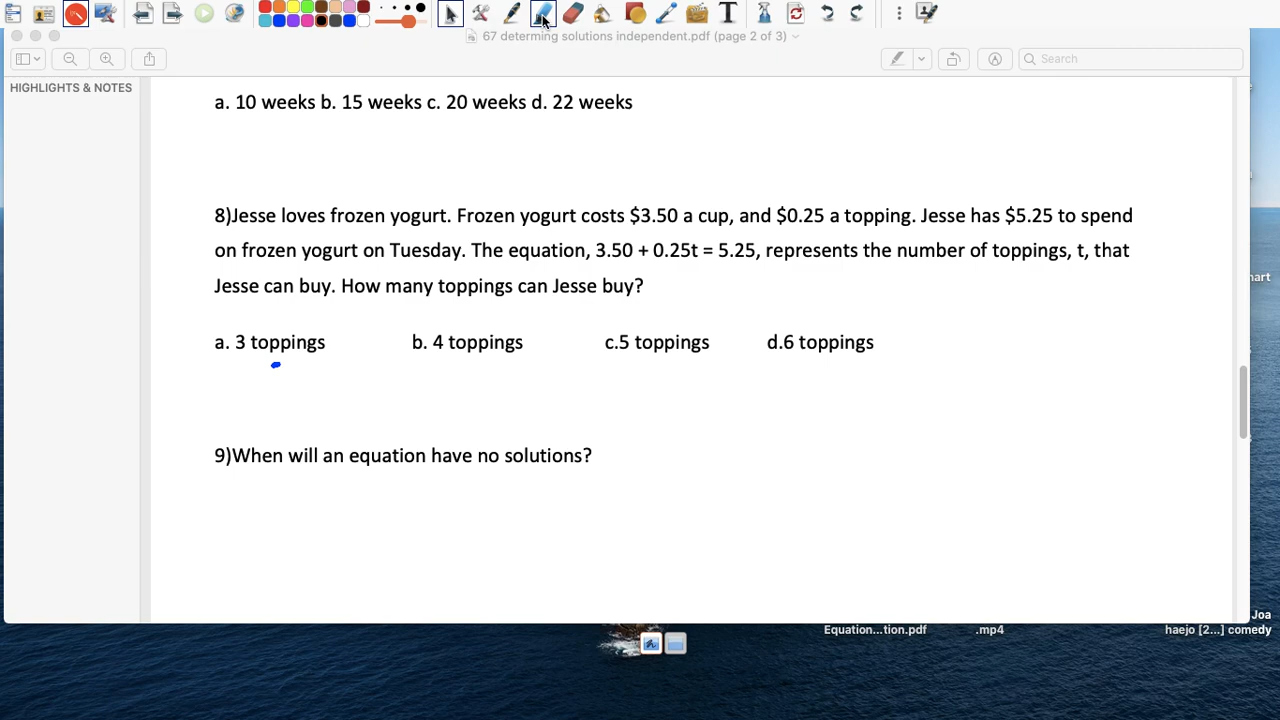 67 determing solutions independent.pdf (page 2 of 3)
Search
HIGHLIGHTS & NOTES
a. 10 weeks b. 15 weeks c. 20 weeks d. 22 weeks
8)Jesse loves frozen yogurt. Frozen yogurt costs $3.50 a cup, and $0.25 a topping. Jesse has $5.25 to spend
on frozen yogurt on Tuesday. The equation, 3.50 + 0.25t = 5.25, represents the number of toppings, t, that
Jesse can buy. How many toppings can Jesse buy?
a. 3 toppings b. 4 toppings c.5 toppings d.6 toppings
9)When will an equation have no solutions?
hart
Joa
Equation...tion.pdf .mp4 haejo [2...] comedy